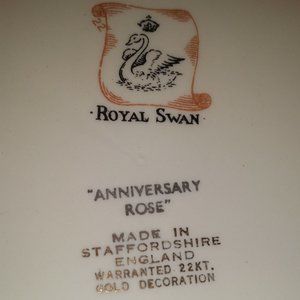 · ROYAL SWAN ·
"ANNIVERSARY
ROSE"
MADE IN
STAFFORDSHIRE
ENGLAND
WARRANTED 22KT.
GOLD DECORATION